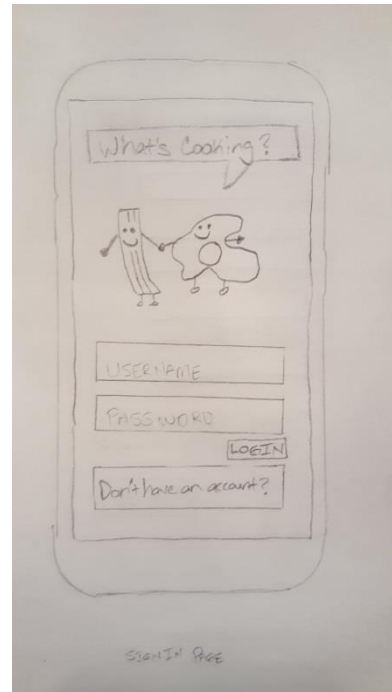 What's Cooking?
USERNAME
PASSWORD
LOGIN
Don't have an account?
SIGN IN PAGE